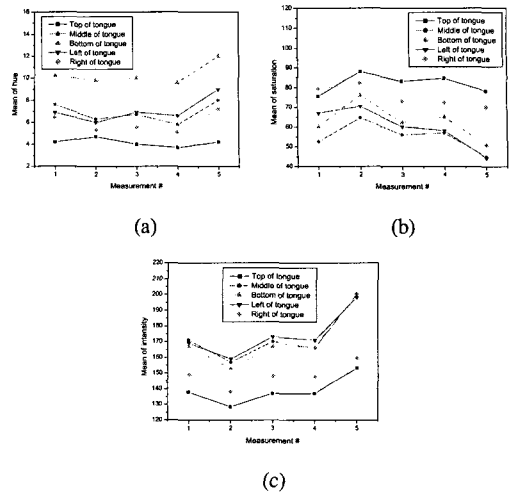 16
14
12
10
8
6
4
2
Mean of hue
Top of tongue
Middle of tongue
Bottom of tongue
Left of tongue
Right of tongue
1 2 3 4 5
Measurement #
(a)
120
110
100
90
80
70
60
50
40
Mean of saturation
Top of tongue
Middle of tongue
Bottom of tongue
Left of tongue
Right of tongue
1 2 3 4 5
Measurement #
(b)
220
210
200
190
180
170
160
150
140
130
120
Mean of intensity
Top of tongue
Middle of tongue
Bottom of tongue
Left of tongue
Right of tongue
1 2 3 4 5
Measurement #
(c)